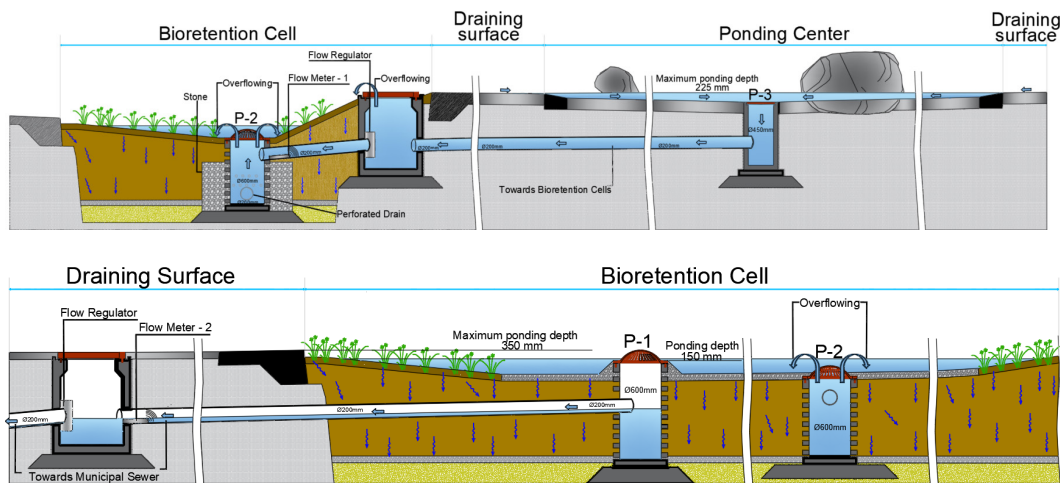 Bioretention Cell
Draining
surface
Ponding Center
Draining
surface
Flow Regulator
Overflowing
Flow Meter - 1
Overflowing
Stone
P-2
Maximum ponding depth
225 mm
P-3
Ø450mm
Ø200mm
Ø200mm
Ø200mm
Ø200mm
Ø600mm
Towards Bioretention Cells
Perforated Drain
Draining Surface
Bioretention Cell
Flow Regulator
Flow Meter - 2
Overflowing
Maximum ponding depth
350 mm
P-1
Ponding depth
150 mm
P-2
Ø600mm
Ø200mm
Ø200mm
Ø200mm
Ø200mm
Ø600mm
Towards Municipal Sewer